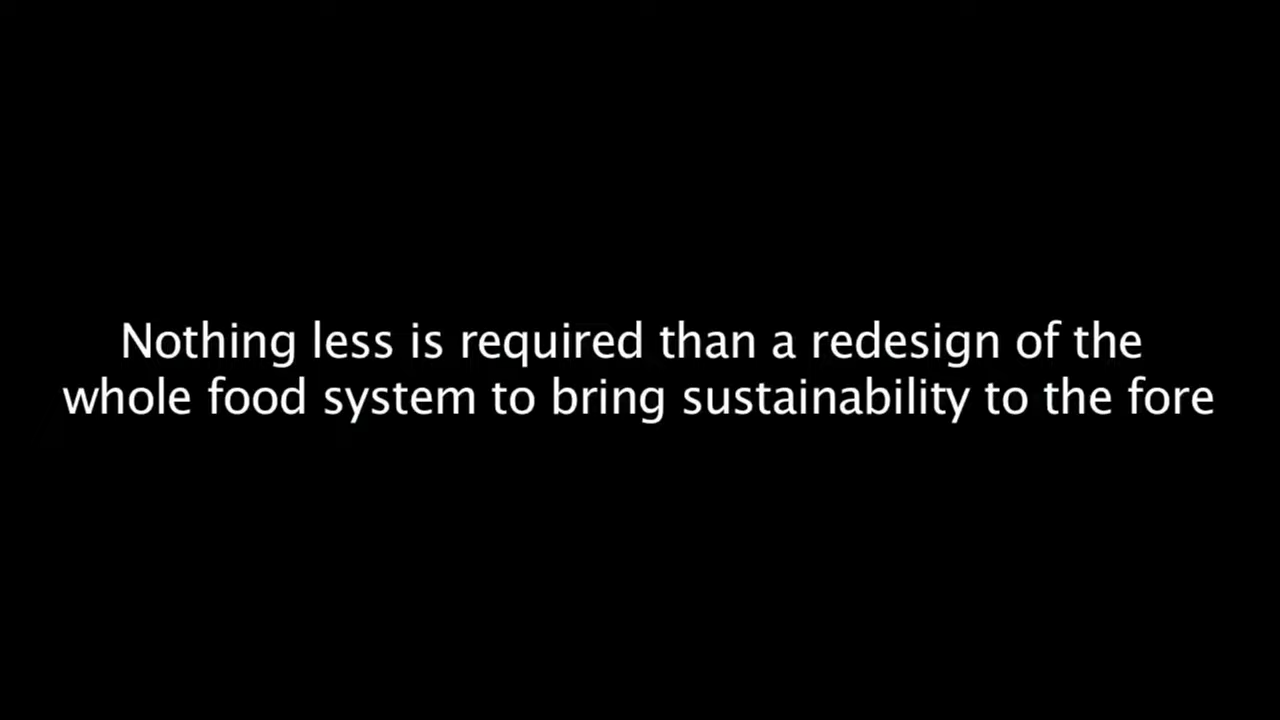 Nothing less is required than a redesign of the
whole food system to bring sustainability to the fore